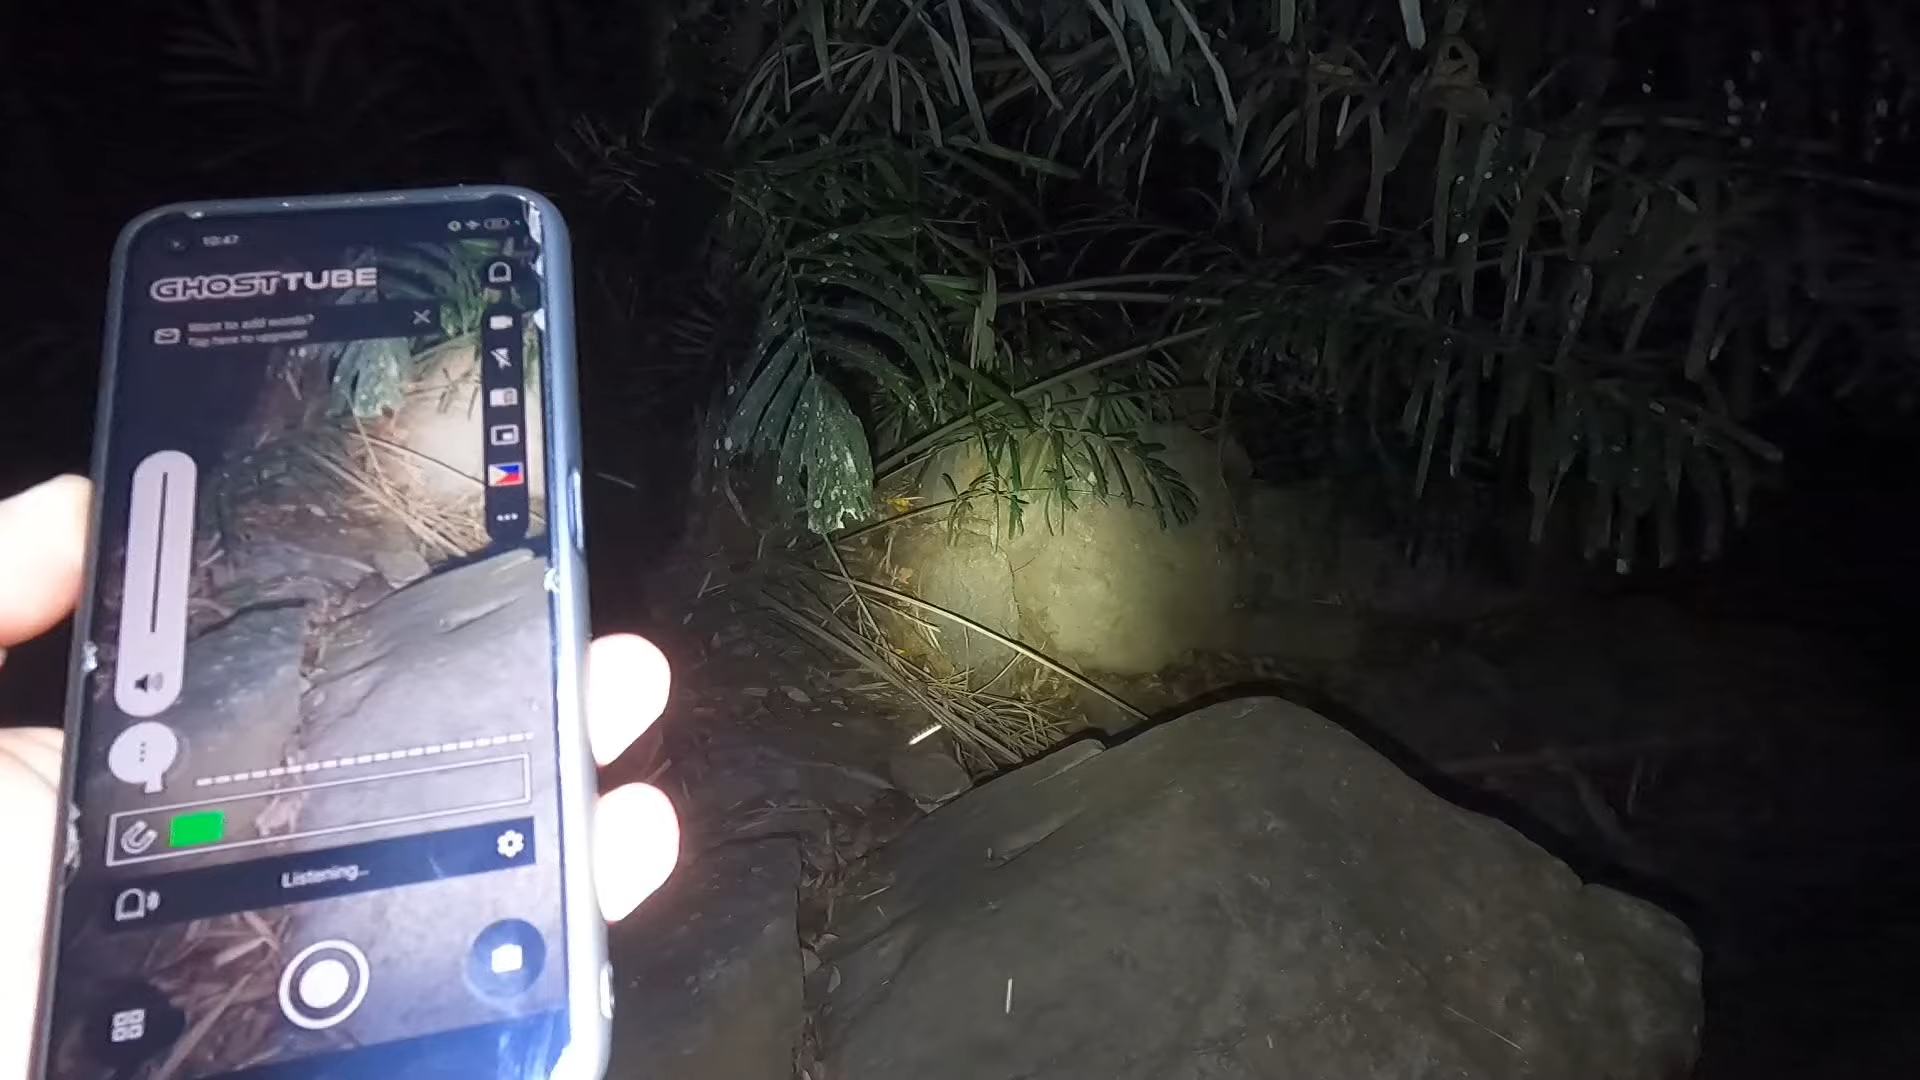 10:47
GHOSTTUBE
Want to add words?
Tap here to upgrade!
Listening...